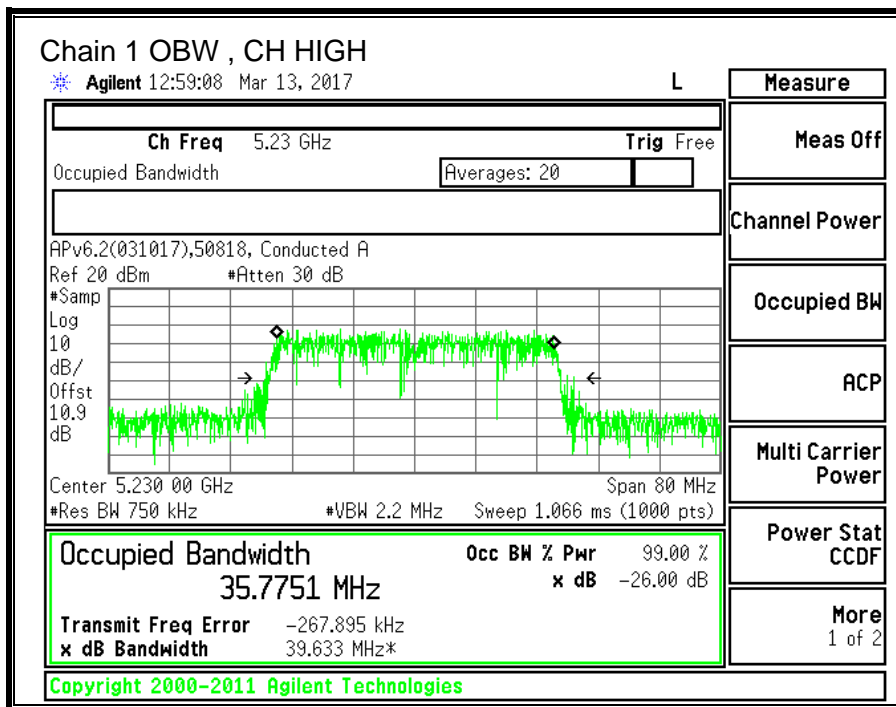 Chain 1 OBW , CH HIGH
Agilent 12:59:08 Mar 13, 2017 L
Measure
Ch Freq 5.23 GHz Trig Free
Occupied Bandwidth Averages: 20
APv6.2(031017),50818, Conducted A
Ref 20 dBm #Atten 30 dB
#Samp
Log
10
dB/
Offst
10.9
dB
Center 5.230 00 GHz Span 80 MHz
#Res BW 750 kHz #VBW 2.2 MHz Sweep 1.066 ms (1000 pts)
Occupied Bandwidth Occ BW % Pwr 99.00 %
35.7751 MHz x dB -26.00 dB
Transmit Freq Error -267.895 kHz
x dB Bandwidth 39.633 MHz*
Meas Off
Channel Power
Occupied BW
ACP
Multi Carrier
Power
Power Stat
CCDF
More
1 of 2
Copyright 2000-2011 Agilent Technologies